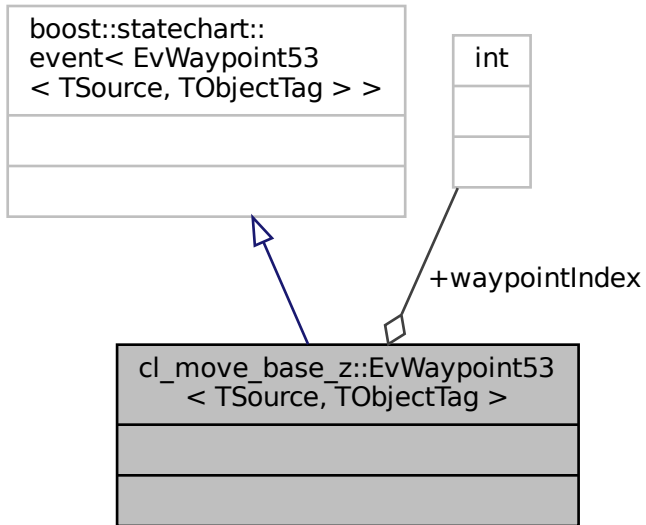 boost::statechart::
event< EvWaypoint53
< TSource, TObjectTag > >
int
+waypointIndex
cl_move_base_z::EvWaypoint53
< TSource, TObjectTag >